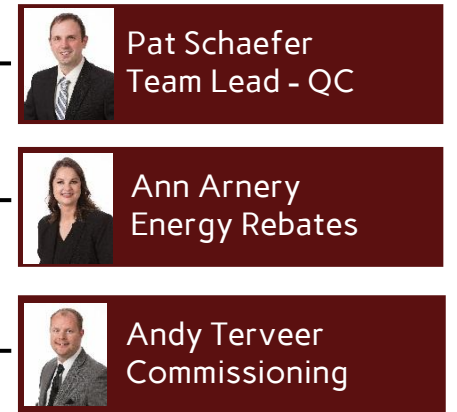 Pat Schaefer
Team Lead - QC
Ann Arnery
Energy Rebates
Andy Terveer
Commissioning